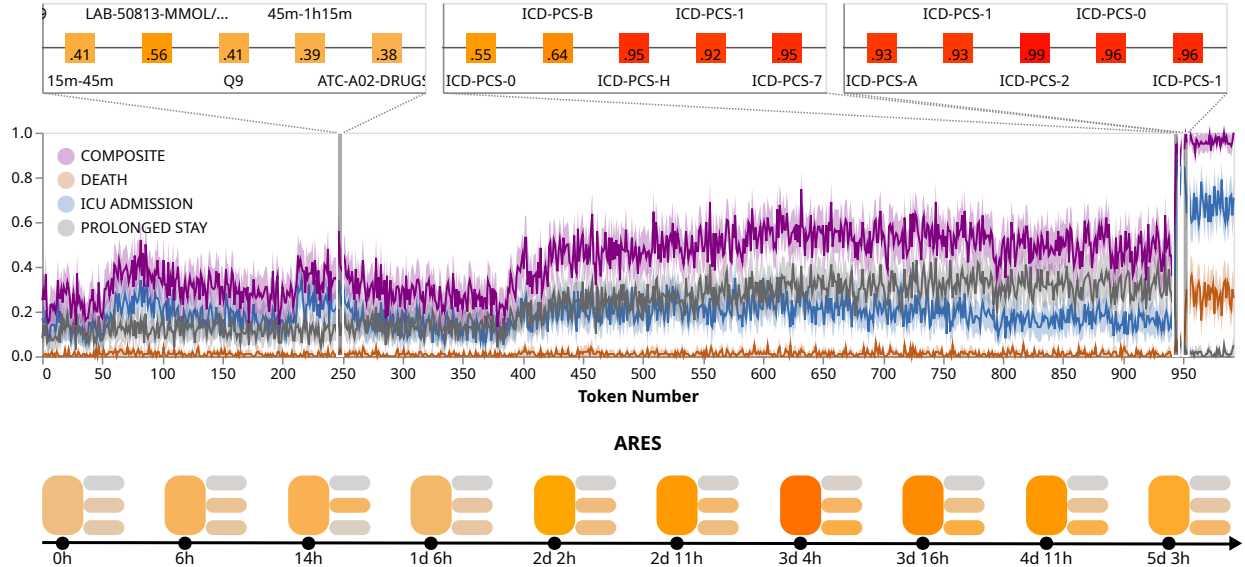 9 LAB-50813-MMOL/... 45m-1h15m
.41 .56 .41 .39 .38
15m-45m Q9 ATC-A02-DRUGS
ICD-PCS-B ICD-PCS-1
.55 .64 .95 .92 .95
ICD-PCS-0 ICD-PCS-H ICD-PCS-7
ICD-PCS-1 ICD-PCS-0
.93 .93 .99 .96 .96
ICD-PCS-A ICD-PCS-2 ICD-PCS-1
1.0
0.8
0.6
0.4
0.2
0.0
COMPOSITE
DEATH
ICU ADMISSION
PROLONGED STAY
0 50 100 150 200 250 300 350 400 450 500 550 600 650 700 750 800 850 900 950
Token Number
ARES
0h 6h 14h 1d 6h 2d 2h 2d 11h 3d 4h 3d 16h 4d 11h 5d 3h